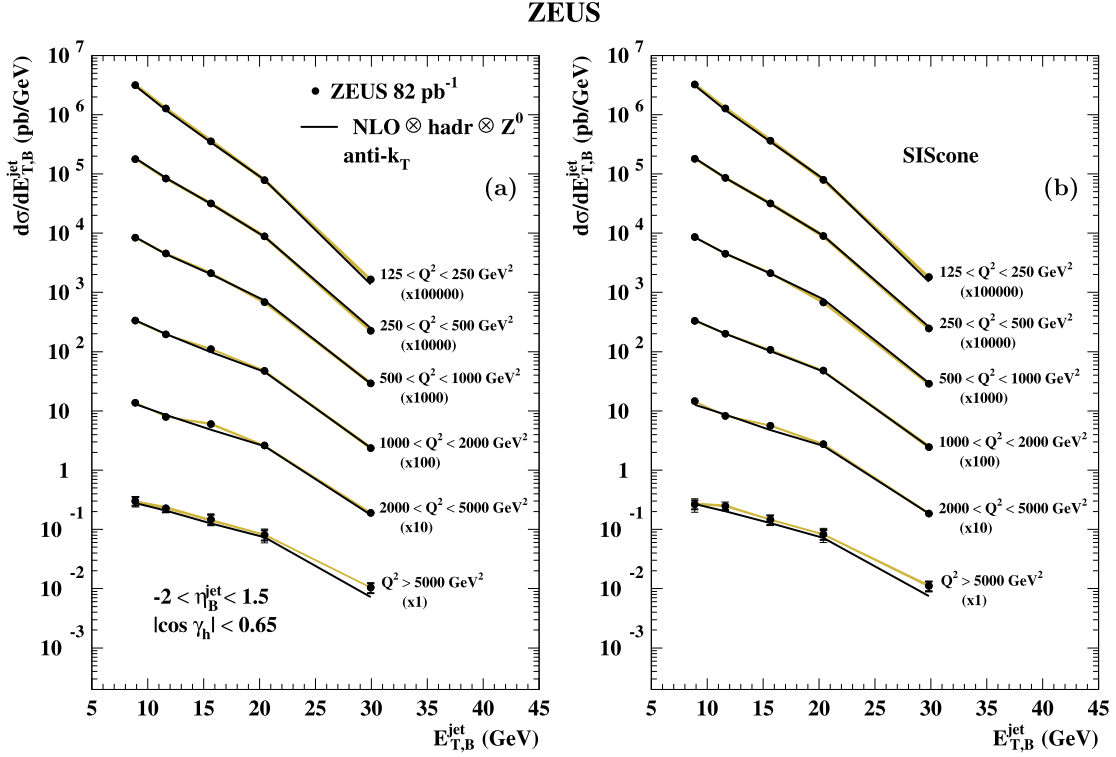 ZEUS
dσ/dE^jet_T,B (pb/GeV)
10^7
10^6
10^5
10^4
10^3
10^2
10
1
10^-1
10^-2
10^-3
ZEUS 82 pb^-1
NLO ⊗ hadr ⊗ Z^0
anti-k_T
(a)
125 < Q^2 < 250 GeV^2
(x100000)
250 < Q^2 < 500 GeV^2
(x10000)
500 < Q^2 < 1000 GeV^2
(x1000)
1000 < Q^2 < 2000 GeV^2
(x100)
2000 < Q^2 < 5000 GeV^2
(x10)
Q^2 > 5000 GeV^2
(x1)
-2 < η^jet_B < 1.5
|cos γ_h| < 0.65
5 10 15 20 25 30 35 40 45
E^jet_T,B (GeV)
dσ/dE^jet_T,B (pb/GeV)
10^7
10^6
10^5
10^4
10^3
10^2
10
1
10^-1
10^-2
10^-3
SIScone
(b)
125 < Q^2 < 250 GeV^2
(x100000)
250 < Q^2 < 500 GeV^2
(x10000)
500 < Q^2 < 1000 GeV^2
(x1000)
1000 < Q^2 < 2000 GeV^2
(x100)
2000 < Q^2 < 5000 GeV^2
(x10)
Q^2 > 5000 GeV^2
(x1)
5 10 15 20 25 30 35 40 45
E^jet_T,B (GeV)